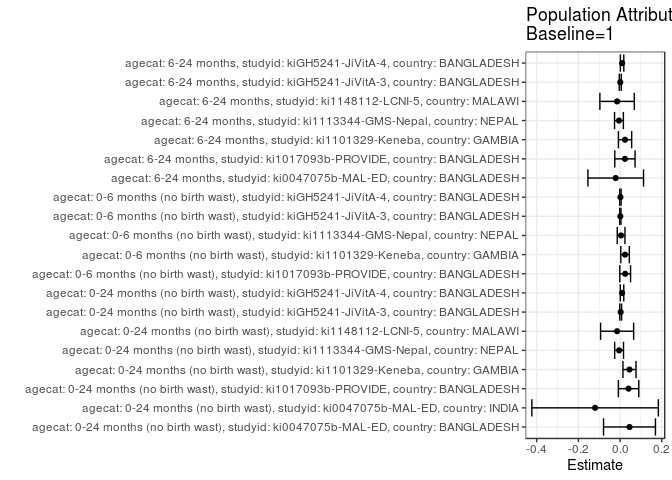 Population Attribut
Baseline=1
agecat: 6-24 months, studyid: kiGH5241-JiVitA-4, country: BANGLADESH
agecat: 6-24 months, studyid: kiGH5241-JiVitA-3, country: BANGLADESH
agecat: 6-24 months, studyid: ki1148112-LCNI-5, country: MALAWI
agecat: 6-24 months, studyid: ki1113344-GMS-Nepal, country: NEPAL
agecat: 6-24 months, studyid: ki1101329-Keneba, country: GAMBIA
agecat: 6-24 months, studyid: ki1017093b-PROVIDE, country: BANGLADESH
agecat: 6-24 months, studyid: ki0047075b-MAL-ED, country: BANGLADESH
agecat: 0-6 months (no birth wast), studyid: kiGH5241-JiVitA-4, country: BANGLADESH
agecat: 0-6 months (no birth wast), studyid: kiGH5241-JiVitA-3, country: BANGLADESH
agecat: 0-6 months (no birth wast), studyid: ki1113344-GMS-Nepal, country: NEPAL
agecat: 0-6 months (no birth wast), studyid: ki1101329-Keneba, country: GAMBIA
agecat: 0-6 months (no birth wast), studyid: ki1017093b-PROVIDE, country: BANGLADESH
agecat: 0-24 months (no birth wast), studyid: kiGH5241-JiVitA-4, country: BANGLADESH
agecat: 0-24 months (no birth wast), studyid: kiGH5241-JiVitA-3, country: BANGLADESH
agecat: 0-24 months (no birth wast), studyid: ki1148112-LCNI-5, country: MALAWI
agecat: 0-24 months (no birth wast), studyid: ki1113344-GMS-Nepal, country: NEPAL
agecat: 0-24 months (no birth wast), studyid: ki1101329-Keneba, country: GAMBIA
agecat: 0-24 months (no birth wast), studyid: ki1017093b-PROVIDE, country: BANGLADESH
agecat: 0-24 months (no birth wast), studyid: ki0047075b-MAL-ED, country: INDIA
agecat: 0-24 months (no birth wast), studyid: ki0047075b-MAL-ED, country: BANGLADESH
-0.4 -0.2 0.0 0.2
Estimate